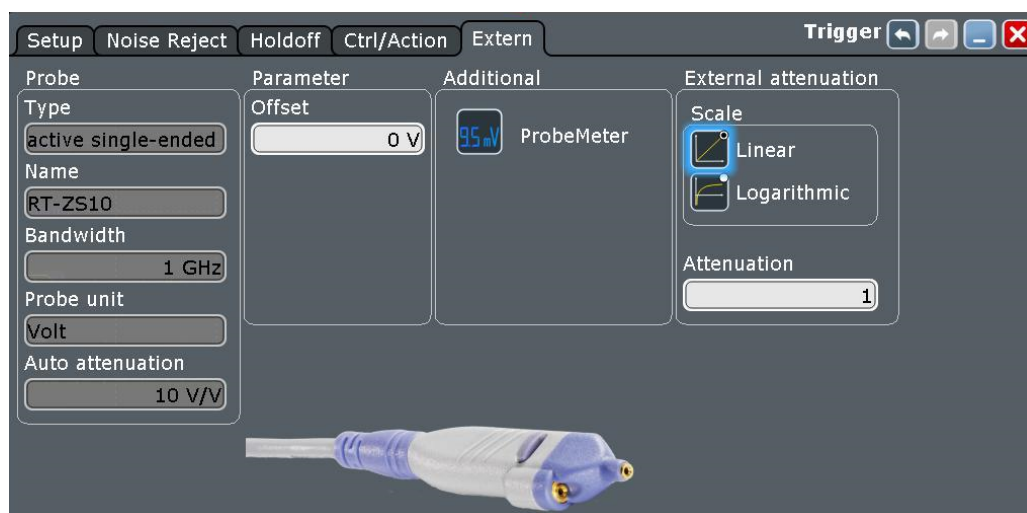 Setup Noise Reject Holdoff Ctrl/Action Extern Trigger
Probe
Type
active single-ended
Name
RT-ZS10
Bandwidth
1 GHz
Probe unit
Volt
Auto attenuation
10 V/V
Parameter
Offset
0 V
Additional
95mV ProbeMeter
External attenuation
Scale
Linear
Logarithmic
Attenuation
1